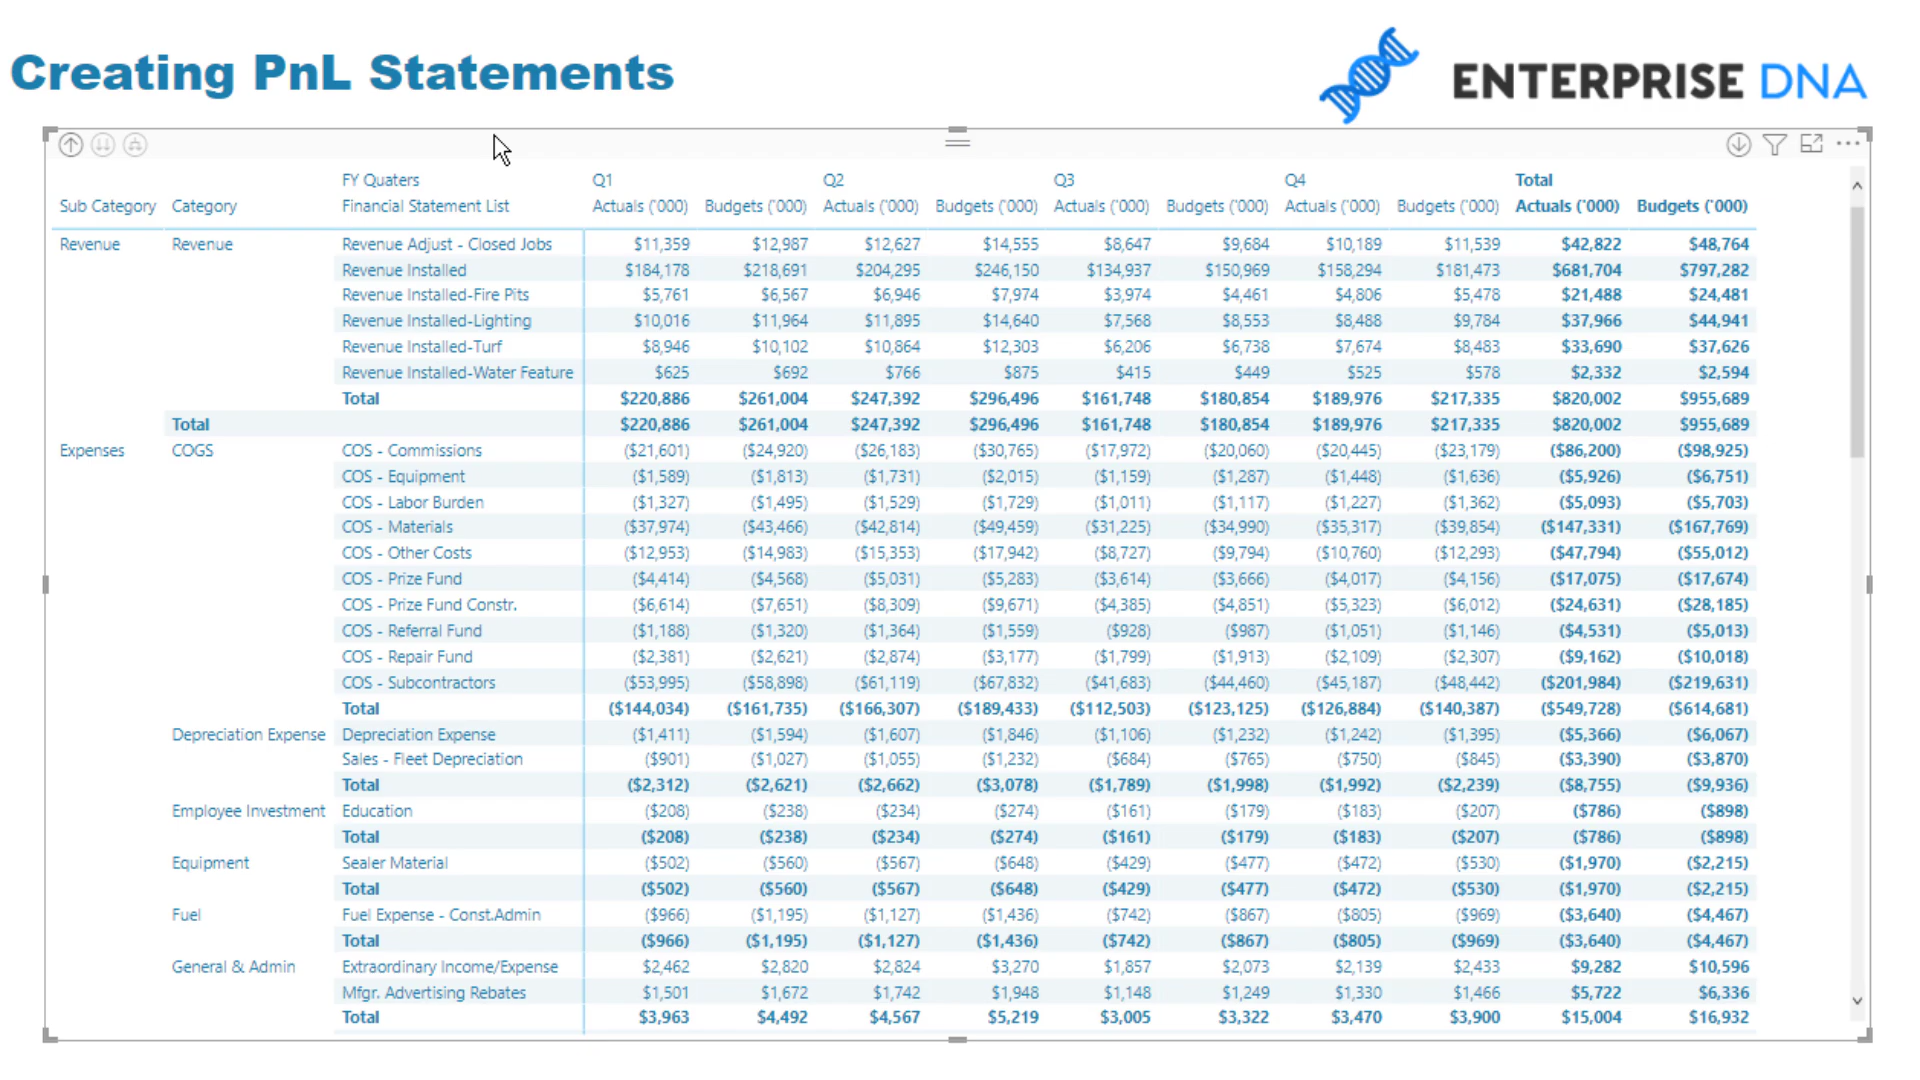 Creating PnL Statements
ENTERPRISE DNA
FY Quaters Q1 Q2 Q3 Q4 Total
Sub Category Category Financial Statement List Actuals ('000) Budgets ('000) Actuals ('000) Budgets ('000) Actuals ('000) Budgets ('000) Actuals ('000) Budgets ('000) Actuals ('000) Budgets ('000)
Revenue Revenue Revenue Adjust - Closed Jobs $11,359 $12,987 $12,627 $14,555 $8,647 $9,684 $10,189 $11,539 $42,822 $48,764
Revenue Installed $184,178 $218,691 $204,295 $246,150 $134,937 $150,969 $158,294 $181,473 $681,704 $797,282
Revenue Installed-Fire Pits $5,761 $6,567 $6,946 $7,974 $3,974 $4,461 $4,806 $5,478 $21,488 $24,481
Revenue Installed-Lighting $10,016 $11,964 $11,895 $14,640 $7,568 $8,553 $8,488 $9,784 $37,966 $44,941
Revenue Installed-Turf $8,946 $10,102 $10,864 $12,303 $6,206 $6,738 $7,674 $8,483 $33,690 $37,626
Revenue Installed-Water Feature $625 $692 $766 $875 $415 $449 $525 $578 $2,332 $2,594
Total $220,886 $261,004 $247,392 $296,496 $161,748 $180,854 $189,976 $217,335 $820,002 $955,689
Total $220,886 $261,004 $247,392 $296,496 $161,748 $180,854 $189,976 $217,335 $820,002 $955,689
Expenses COGS COS - Commissions ($21,601) ($24,920) ($26,183) ($30,765) ($17,972) ($20,060) ($20,445) ($23,179) ($86,200) ($98,925)
COS - Equipment ($1,589) ($1,813) ($1,731) ($2,015) ($1,159) ($1,287) ($1,448) ($1,636) ($5,926) ($6,751)
COS - Labor Burden ($1,327) ($1,495) ($1,529) ($1,729) ($1,011) ($1,117) ($1,227) ($1,362) ($5,093) ($5,703)
COS - Materials ($37,974) ($43,466) ($42,814) ($49,459) ($31,225) ($34,990) ($35,317) ($39,854) ($147,331) ($167,769)
COS - Other Costs ($12,953) ($14,983) ($15,353) ($17,942) ($8,727) ($9,794) ($10,760) ($12,293) ($47,794) ($55,012)
COS - Prize Fund ($4,414) ($4,568) ($5,031) ($5,283) ($3,614) ($3,666) ($4,017) ($4,156) ($17,075) ($17,674)
COS - Prize Fund Constr. ($6,614) ($7,651) ($8,309) ($9,671) ($4,385) ($4,851) ($5,323) ($6,012) ($24,631) ($28,185)
COS - Referral Fund ($1,188) ($1,320) ($1,364) ($1,559) ($928) ($987) ($1,051) ($1,146) ($4,531) ($5,013)
COS - Repair Fund ($2,381) ($2,621) ($2,874) ($3,177) ($1,799) ($1,913) ($2,109) ($2,307) ($9,162) ($10,018)
COS - Subcontractors ($53,995) ($58,898) ($61,119) ($67,832) ($41,683) ($44,460) ($45,187) ($48,442) ($201,984) ($219,631)
Total ($144,034) ($161,735) ($166,307) ($189,433) ($112,503) ($123,125) ($126,884) ($140,387) ($549,728) ($614,681)
Depreciation Expense Depreciation Expense ($1,411) ($1,594) ($1,607) ($1,846) ($1,106) ($1,232) ($1,242) ($1,395) ($5,366) ($6,067)
Sales - Fleet Depreciation ($901) ($1,027) ($1,055) ($1,232) ($684) ($765) ($750) ($845) ($3,390) ($3,870)
Total ($2,312) ($2,621) ($2,662) ($3,078) ($1,789) ($1,998) ($1,992) ($2,239) ($8,755) ($9,936)
Employee Investment Education ($208) ($238) ($234) ($274) ($161) ($179) ($183) ($207) ($786) ($898)
Total ($208) ($238) ($234) ($274) ($161) ($179) ($183) ($207) ($786) ($898)
Equipment Sealer Material ($502) ($560) ($567) ($648) ($429) ($477) ($472) ($530) ($1,970) ($2,215)
Total ($502) ($560) ($567) ($648) ($429) ($477) ($472) ($530) ($1,970) ($2,215)
Fuel Fuel Expense - Const.Admin ($966) ($1,195) ($1,127) ($1,436) ($742) ($867) ($805) ($969) ($3,640) ($4,467)
Total ($966) ($1,195) ($1,127) ($1,436) ($742) ($867) ($805) ($969) ($3,640) ($4,467)
General & Admin Extraordinary Income/Expense $2,462 $2,820 $2,824 $3,270 $1,857 $2,073 $2,139 $2,433 $9,282 $10,596
Mfgr. Advertising Rebates $1,501 $1,672 $1,742 $1,948 $1,148 $1,249 $1,330 $1,466 $5,722 $6,336
Total $3,963 $4,492 $4,567 $5,219 $3,005 $3,322 $3,470 $3,900 $15,004 $16,932